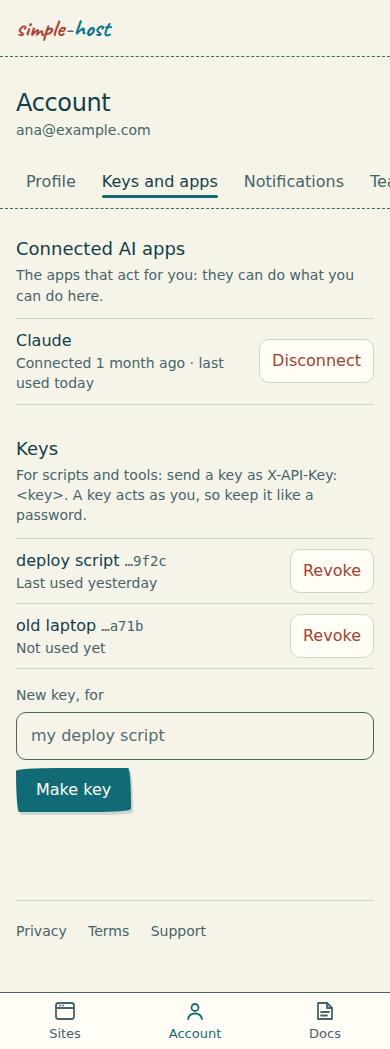 simple-host
Account
ana@example.com
Profile Keys and apps Notifications
Connected AI apps
The apps that act for you: they can do what you
can do here.
Claude
Connected 1 month ago · last
used today
Disconnect
Keys
For scripts and tools: send a key as X-API-Key:
<key>. A key acts as you, so keep it like a
password.
deploy script …9f2c
Last used yesterday
Revoke
old laptop …a71b
Not used yet
Revoke
New key, for
my deploy script
Make key
Privacy Terms Support
Sites Account Docs